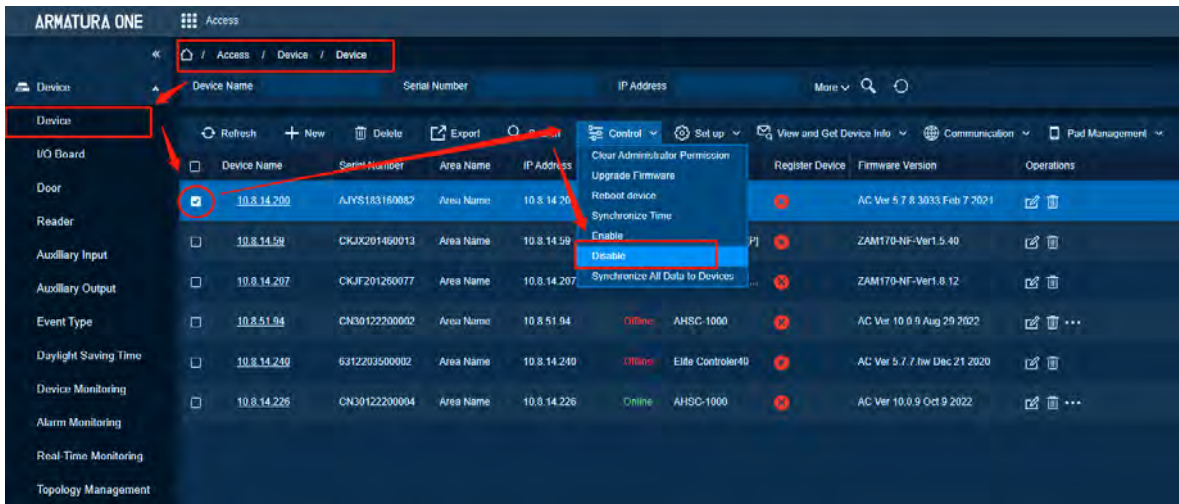 ARMATURA ONE
Access
/ Access / Device / Device
Device
Device
I/O Board
Door
Reader
Auxiliary Input
Auxiliary Output
Event Type
Daylight Saving Time
Device Monitoring
Alarm Monitoring
Real-Time Monitoring
Topology Management
Device Name Serial Number IP Address More
Refresh New Delete Export Control Set up View and Get Device Info Communication Pad Management
Clear Administrator Permission
Upgrade Firmware
Reboot device
Synchronize Time
Enable
Disable
Synchronize All Data to Devices
Device Name Serial Number Area Name IP Address Register Device Firmware Version Operations
10.8.14.200 AJYS183160082 Area Name 10.8.14.20 AC Ver 5.7.8.3033 Feb 7 2021
10.8.14.59 CKJX201460013 Area Name 10.8.14.59 P] ZAM170-NF-Ver1.5.40
10.8.14.207 CKJF201260077 Area Name 10.8.14.207 ... ZAM170-NF-Ver1.8.12
10.8.51.94 CN30122200002 Area Name 10.8.51.94 Offline AHSC-1000 AC Ver 10.0.9 Aug 29 2022
10.8.14.240 6312203500002 Area Name 10.8.14.240 Offline Elite Controler40 AC Ver 5.7.7.hw Dec 21 2020
10.8.14.226 CN30122200004 Area Name 10.8.14.226 Online AHSC-1000 AC Ver 10.0.9 Oct 9 2022